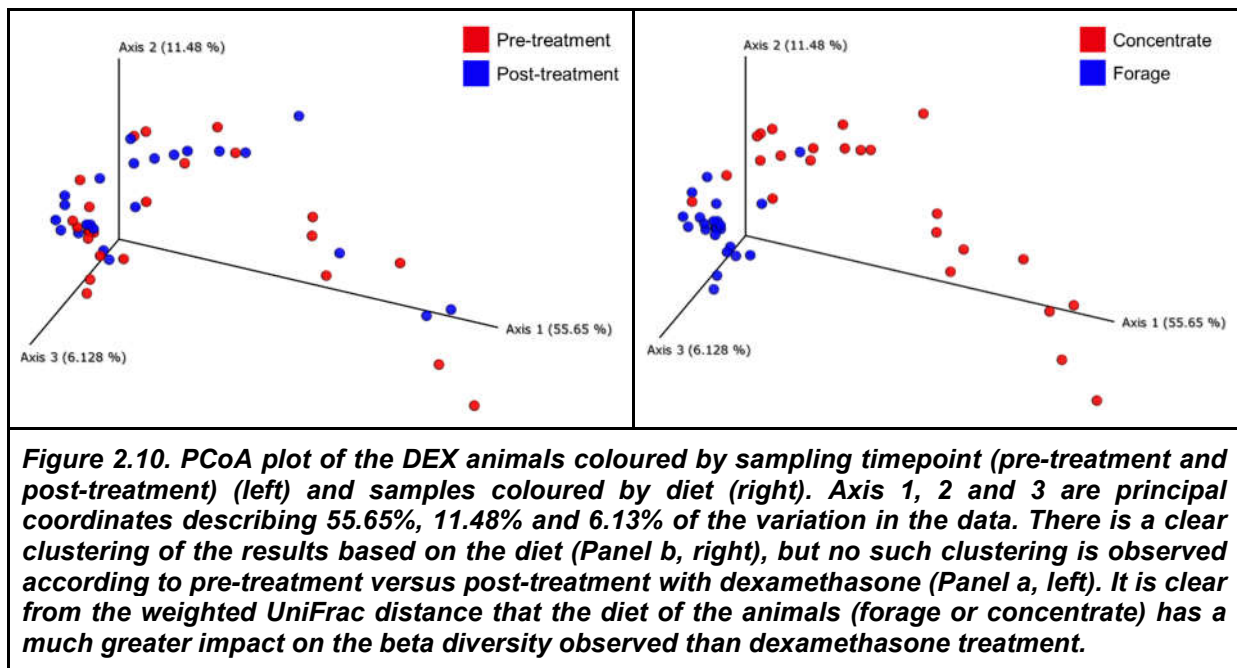 Axis 2 (11.48 %)
Pre-treatment
Post-treatment
Axis 1 (55.65 %)
Axis 3 (6.128 %)
Axis 2 (11.48 %)
Concentrate
Forage
Axis 1 (55.65 %)
Axis 3 (6.128 %)
Figure 2.10. PCoA plot of the DEX animals coloured by sampling timepoint (pre-treatment and
post-treatment) (left) and samples coloured by diet (right). Axis 1, 2 and 3 are principal
coordinates describing 55.65%, 11.48% and 6.13% of the variation in the data. There is a clear
clustering of the results based on the diet (Panel b, right), but no such clustering is observed
according to pre-treatment versus post-treatment with dexamethasone (Panel a, left). It is clear
from the weighted UniFrac distance that the diet of the animals (forage or concentrate) has a
much greater impact on the beta diversity observed than dexamethasone treatment.